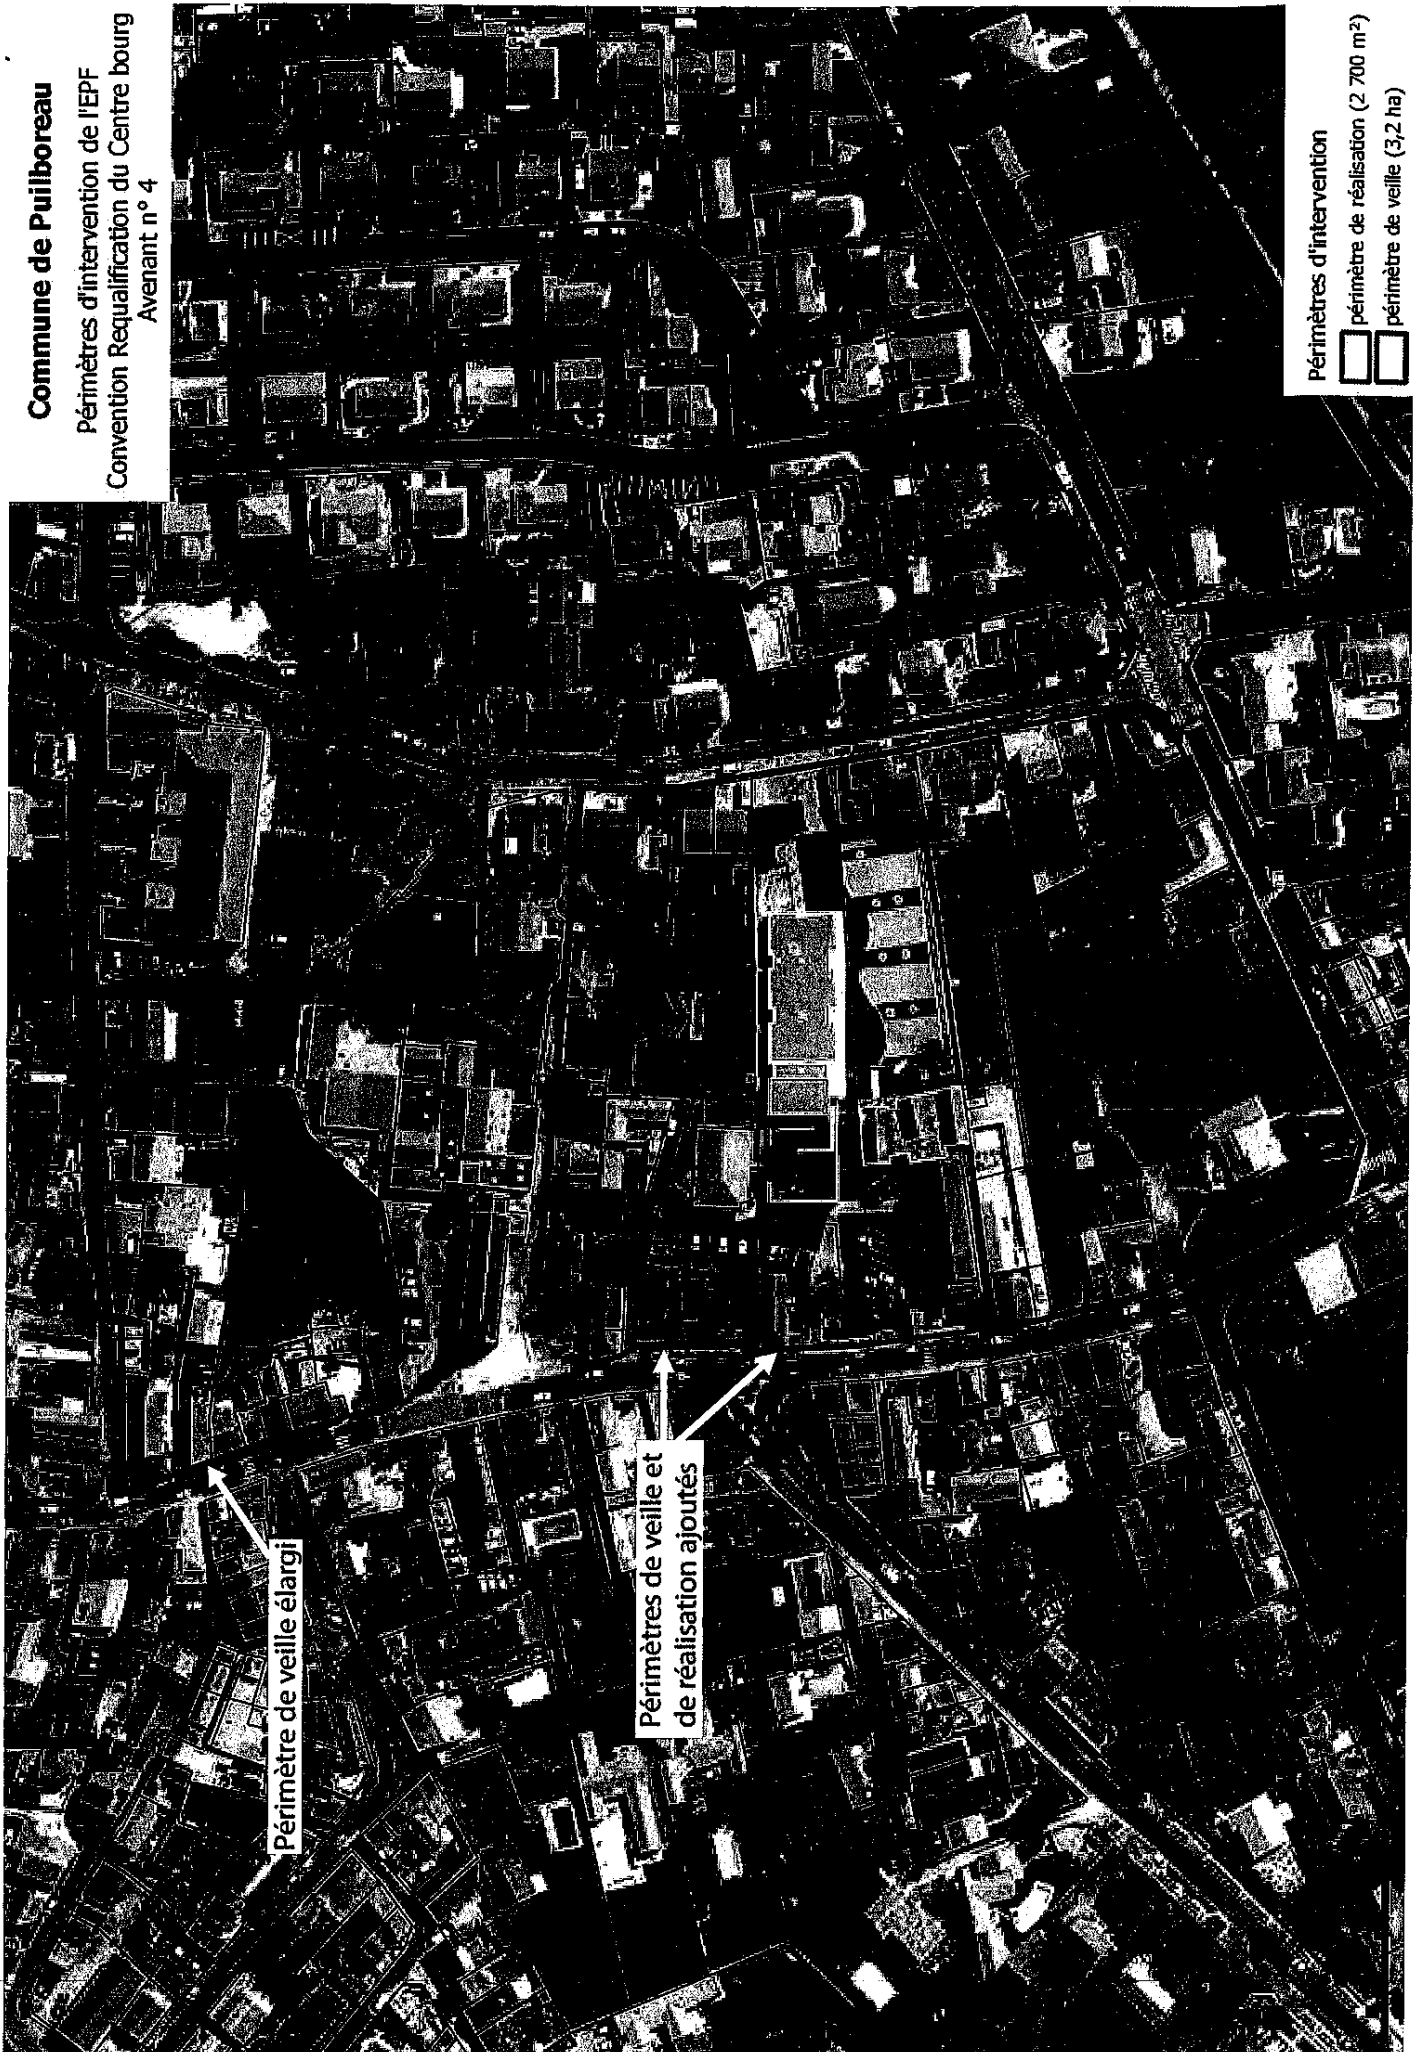 Commune de Puilboreau
Périmètres d'intervention de l'EPF
Convention Requalification du Centre bourg
Avenant n° 4
Périmètre de veille élargi
Périmètres de veille et
de réalisation ajoutés
Périmètres d'intervention
périmètre de réalisation (2 700 m²)
périmètre de veille (3,2 ha)